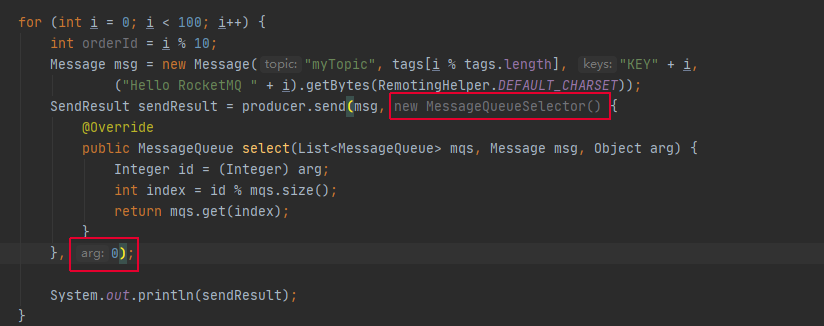 for (int i = 0; i < 100; i++) {
int orderId = i % 10;
Message msg = new Message( topic: "myTopic", tags[i % tags.length], keys: "KEY" + i,
("Hello RocketMQ " + i).getBytes(RemotingHelper.DEFAULT_CHARSET));
SendResult sendResult = producer.send(msg, new MessageQueueSelector() {
@Override
public MessageQueue select(List<MessageQueue> mqs, Message msg, Object arg) {
Integer id = (Integer) arg;
int index = id % mqs.size();
return mqs.get(index);
}
}, arg: 0);
System.out.println(sendResult);
}